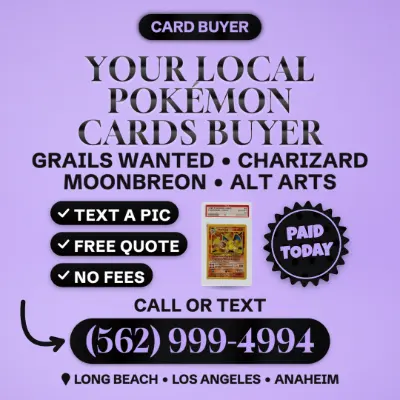 CARD BUYER
YOUR LOCAL
POKÉMON
CARDS BUYER
GRAILS WANTED • CHARIZARD
MOONBREON • ALT ARTS
✓ TEXT A PIC
✓ FREE QUOTE
✓ NO FEES
PAID
TODAY
CALL OR TEXT
(562) 999-4994
LONG BEACH • LOS ANGELES • ANAHEIM